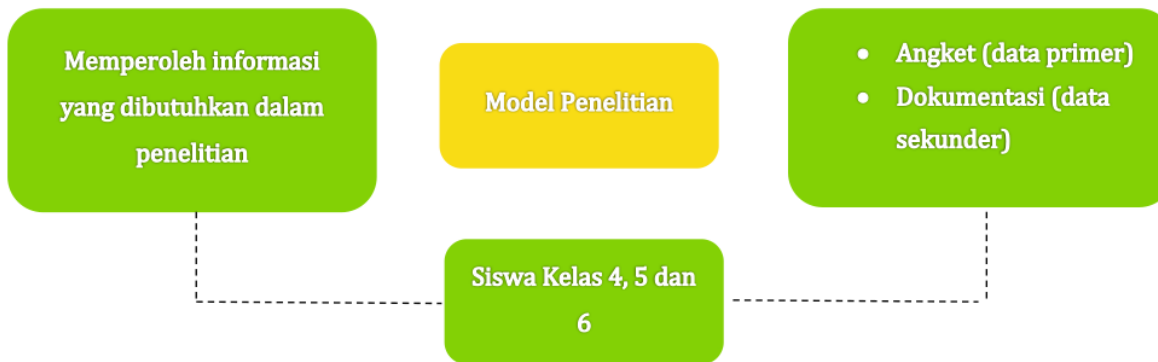 Memperoleh informasi
yang dibutuhkan dalam
penelitian
Model Penelitian
• Angket (data primer)
• Dokumentasi (data
sekunder)
Siswa Kelas 4, 5 dan
6